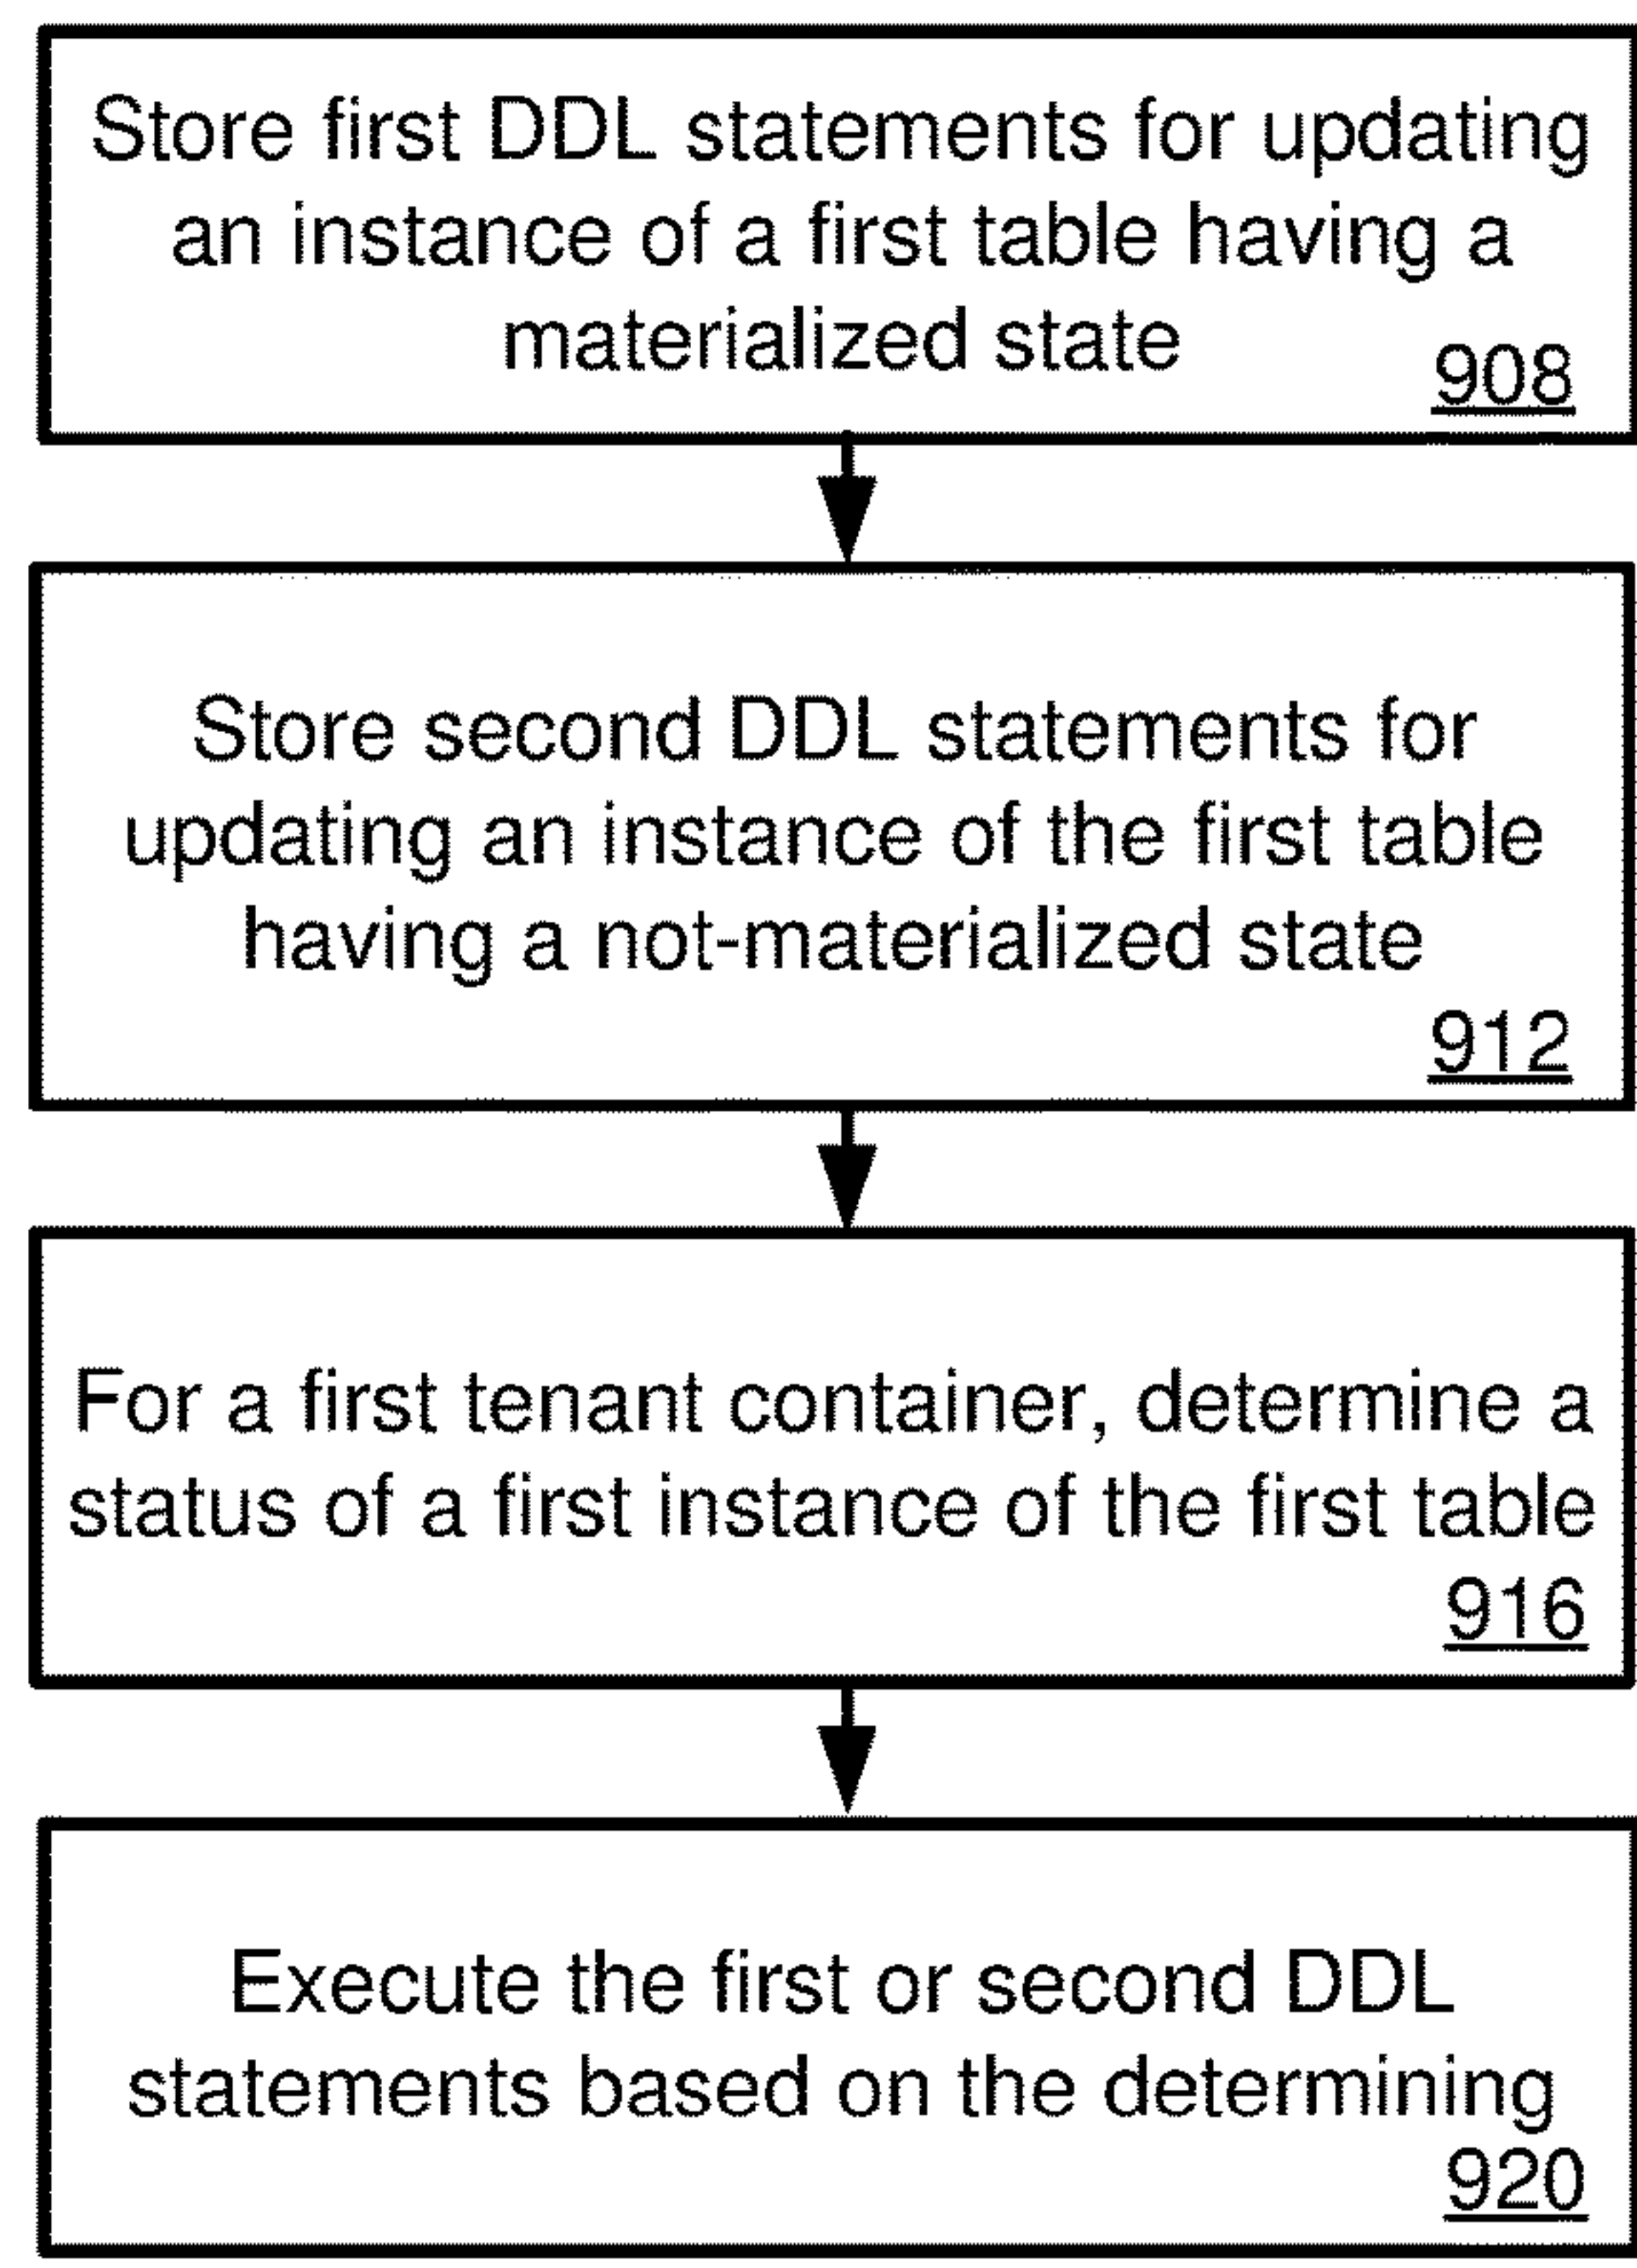 Store first DDL statements for updating
an instance of a first table having a
materialized state
908
Store second DDL statements for
updating an instance of the first table
having a not-materialized state
912
For a first tenant container, determine a
status of a first instance of the first table
916
Execute the first or second DDL
statements based on the determining
920